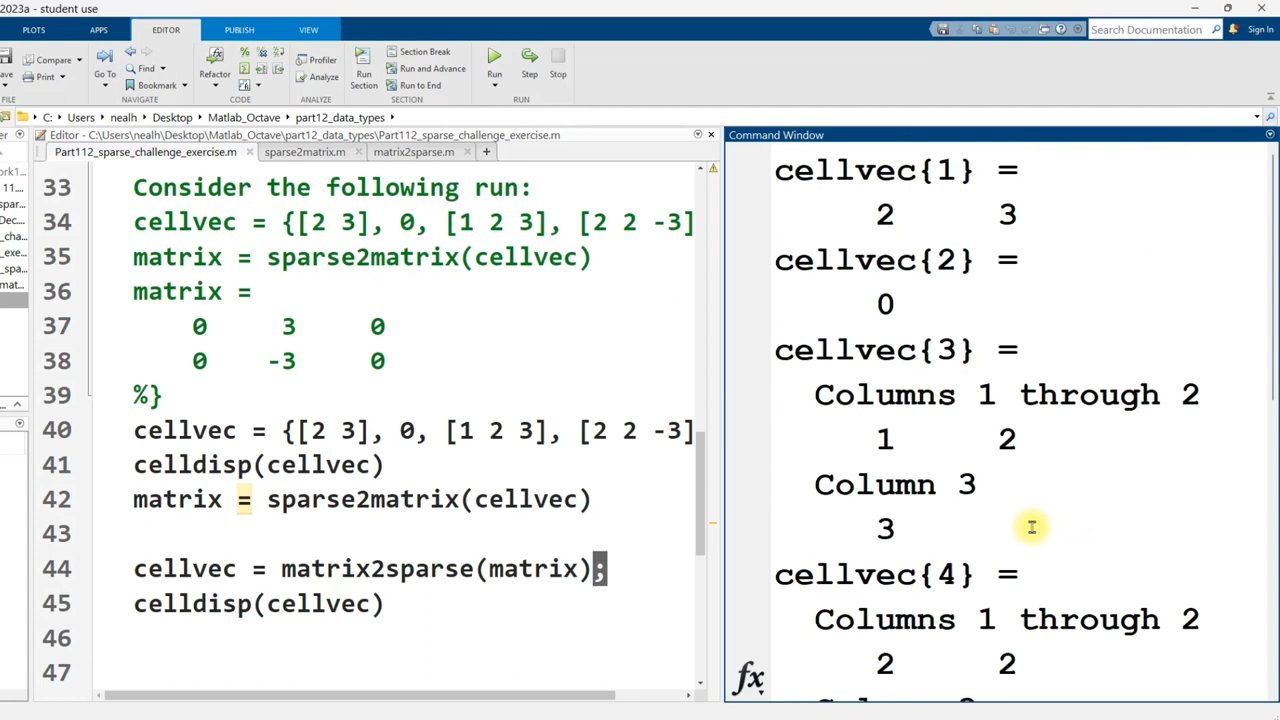 2023a - student use
PLOTS APPS EDITOR PUBLISH VIEW
Search Documentation
Sign In
Compare
Print
FILE
Go To
Find
Bookmark
NAVIGATE
Refactor
CODE
Profiler
Analyze
ANALYZE
Run
Section
Section Break
Run and Advance
Run to End
SECTION
Run
Step
Stop
RUN
C: Users nealh Desktop Matlab_Octave part12_data_types
Editor - C:\Users\nealh\Desktop\Matlab_Octave\part12_data_types\Part112_sparse_challenge_exercise.m
Part112_sparse_challenge_exercise.m sparse2matrix.m matrix2sparse.m
33 Consider the following run:
34 cellvec = {[2 3], 0, [1 2 3], [2 2 -3]
35 matrix = sparse2matrix(cellvec)
36 matrix =
37 0 3 0
38 0 -3 0
39 %}
40 cellvec = {[2 3], 0, [1 2 3], [2 2 -3]
41 celldisp(cellvec)
42 matrix = sparse2matrix(cellvec)
43
44 cellvec = matrix2sparse(matrix);
45 celldisp(cellvec)
46
47
Command Window
cellvec{1} =
2 3
cellvec{2} =
0
cellvec{3} =
Columns 1 through 2
1 2
Column 3
3
cellvec{4} =
Columns 1 through 2
2 2
fx